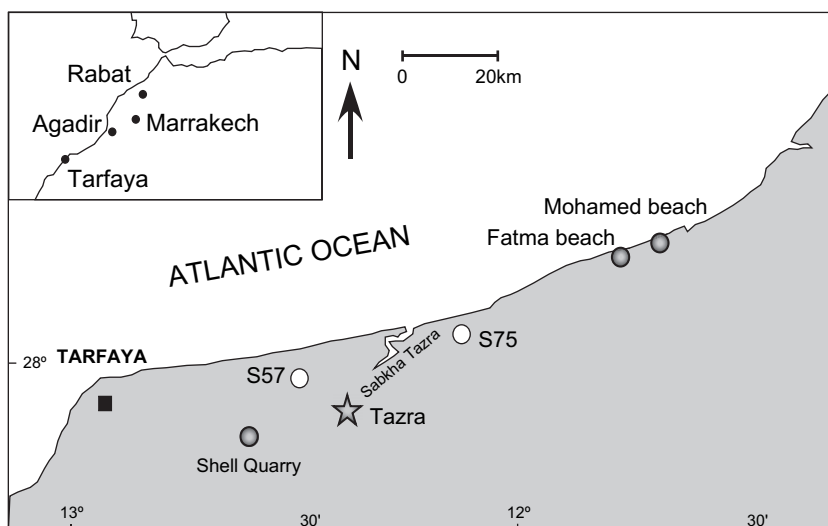 Rabat
Agadir
Marrakech
Tarfaya
N
0 20km
ATLANTIC OCEAN
Mohamed beach
Fatma beach
28º
TARFAYA
S57
S75
Sabkha Tazra
Tazra
Shell Quarry
13º 30' 12º 30'